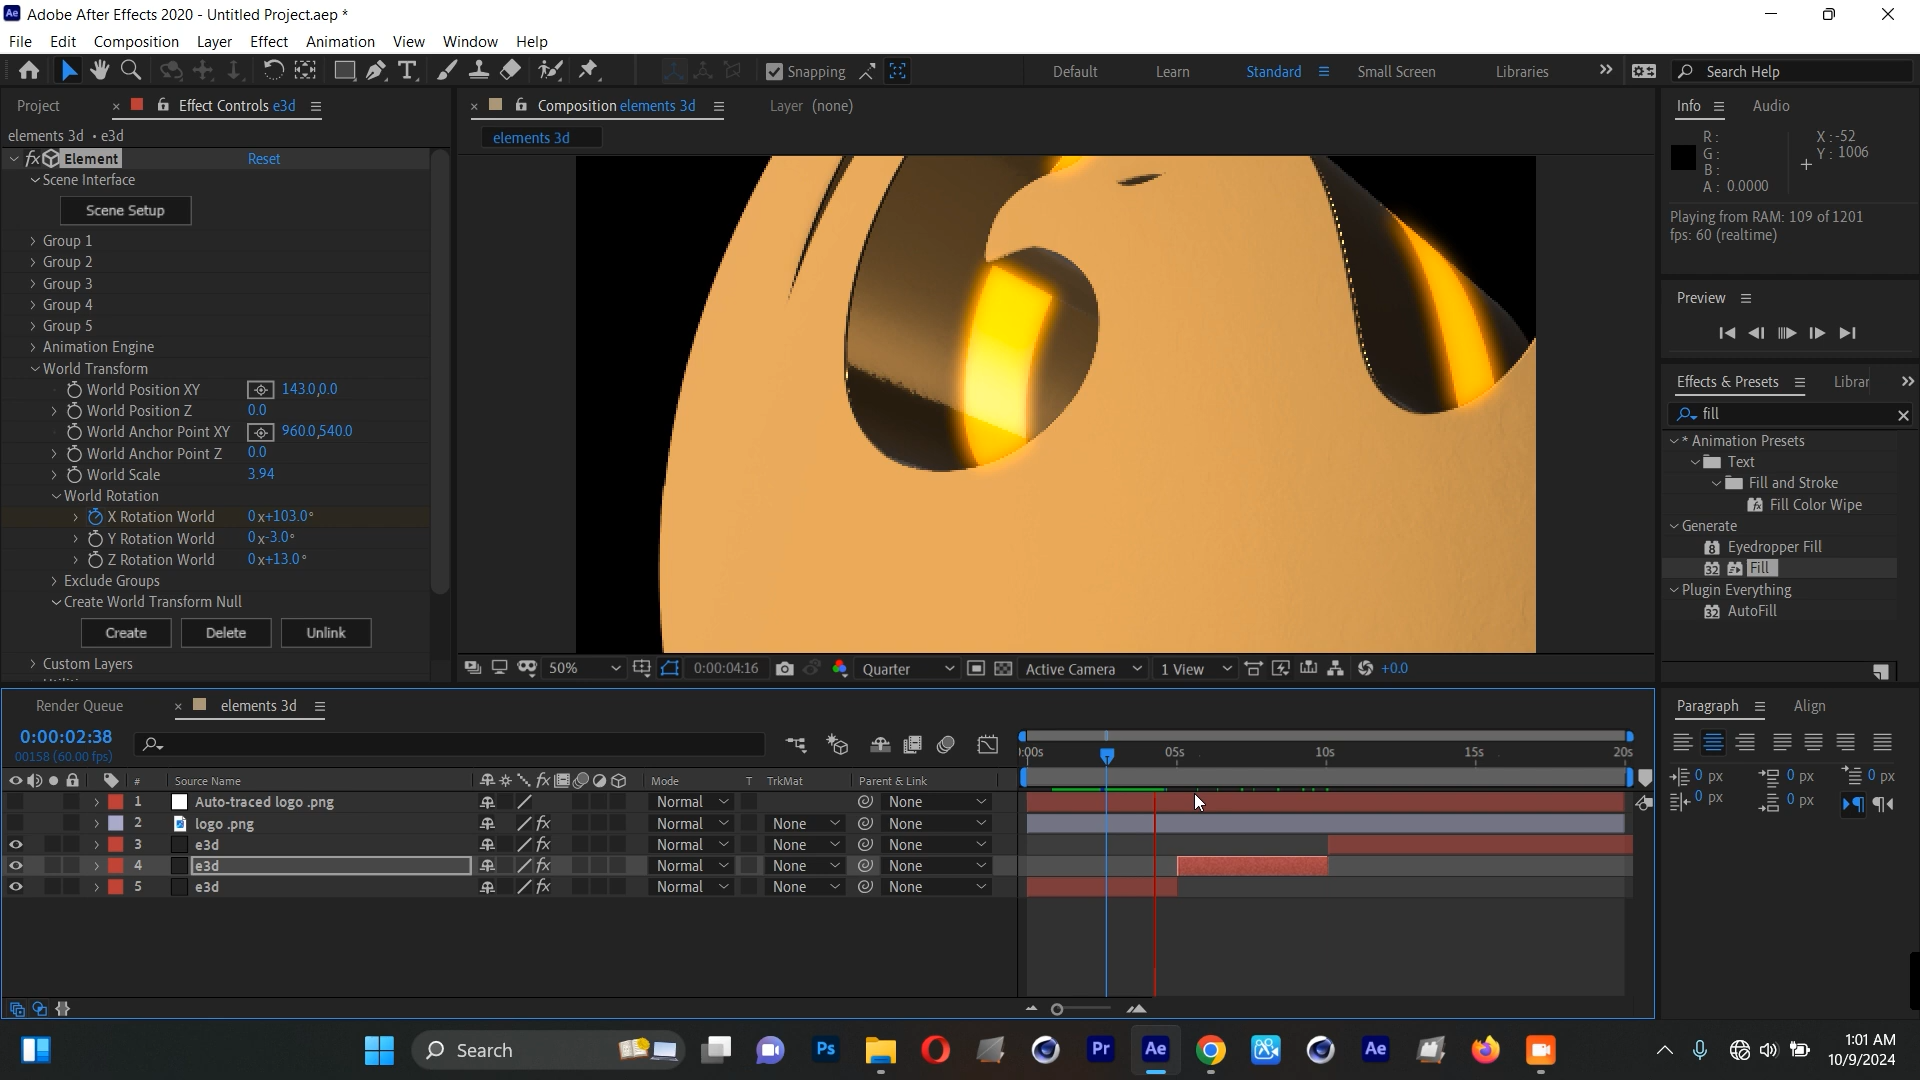 Adobe After Effects 2020 - Untitled Project.aep *
File Edit Composition Layer Effect Animation View Window Help
Snapping Default Learn Standard Small Screen Libraries Search Help
Project Effect Controls e3d Composition elements 3d Layer (none) Info Audio
elements 3d • e3d
elements 3d
Element Reset
Scene Interface
Scene Setup
Group 1
Group 2
Group 3
Group 4
Group 5
Animation Engine
World Transform
World Position XY 143.0,0.0
World Position Z 0.0
World Anchor Point XY 960.0,540.0
World Anchor Point Z 0.0
World Scale 3.94
World Rotation
X Rotation World 0x+103.0°
Y Rotation World 0x-3.0°
Z Rotation World 0x+13.0°
Exclude Groups
Create World Transform Null
Create Delete Unlink
Custom Layers
50% 0:00:04:16 Quarter Active Camera 1 View +0.0
R: X: -52
G: Y: 1006
B:
A: 0.0000
Playing from RAM: 109 of 1201
fps: 60 (realtime)
Preview
Effects & Presets Librar
fill
* Animation Presets
Text
Fill and Stroke
Fill Color Wipe
Generate
Eyedropper Fill
Fill
Plugin Everything
AutoFill
Render Queue elements 3d
0:00:02:38
00158 (60.00 fps)
:00s 05s 10s 15s 20s
# Source Name Mode T TrkMat Parent & Link
1 Auto-traced logo .png Normal None
2 logo .png Normal None None
3 e3d Normal None None
4 e3d Normal None None
5 e3d Normal None None
Paragraph Align
0 px 0 px 0 px
0 px 0 px
Search
Ps
Pr
Ae
Ae
1:01 AM
10/9/2024